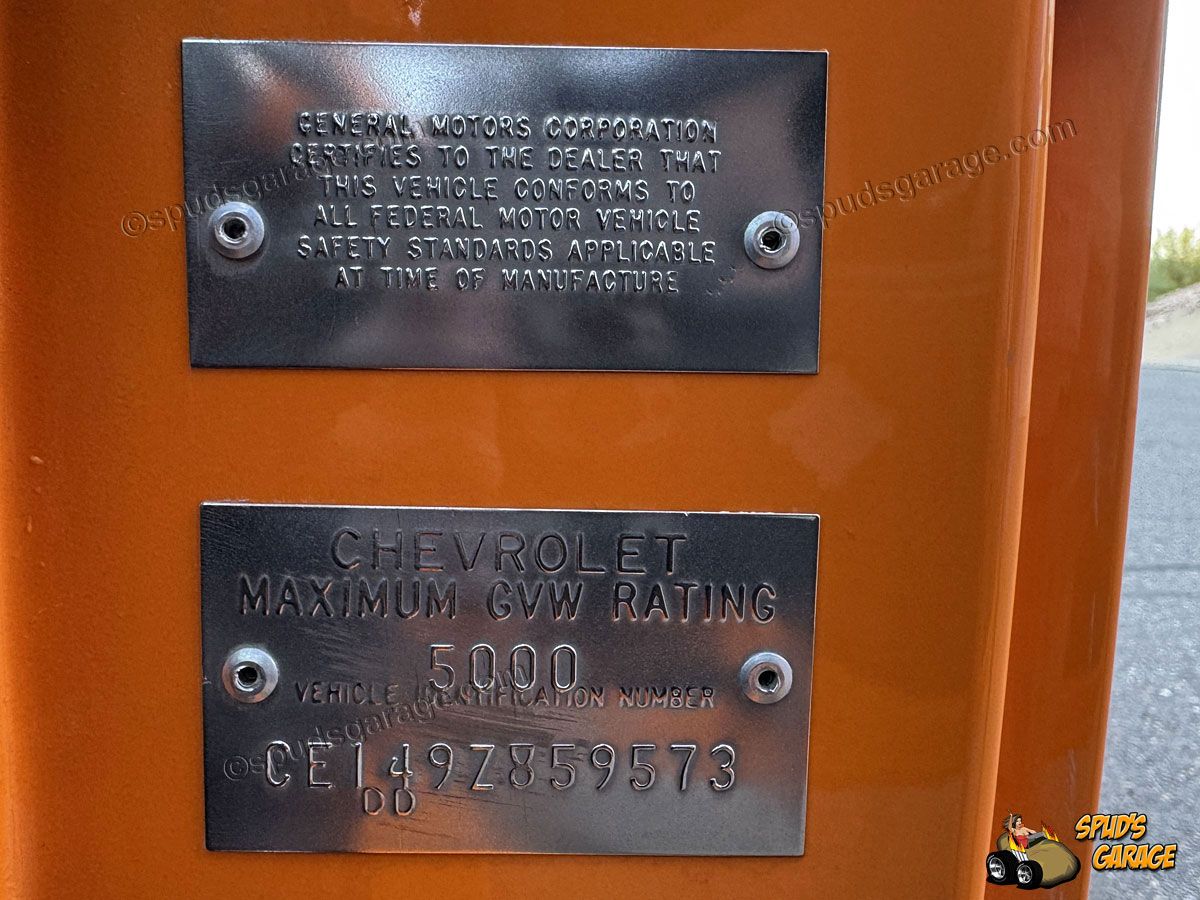 GENERAL MOTORS CORPORATION
CERTIFIES TO THE DEALER THAT
THIS VEHICLE CONFORMS TO
ALL FEDERAL MOTOR VEHICLE
SAFETY STANDARDS APPLICABLE
AT TIME OF MANUFACTURE
©spudsgarage
©spudsgarage.com
CHEVROLET
MAXIMUM GVW RATING
5000
VEHICLE IDENTIFICATION NUMBER
CE149Z859573
DD
©spudsgarage
SPUD'S
GARAGE